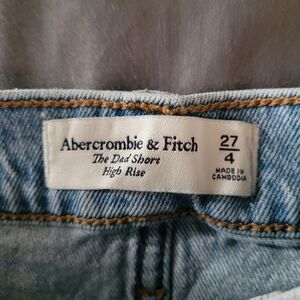 Abercrombie & Fitch
The Dad Short
High Rise
27
4
MADE IN
CAMBODIA